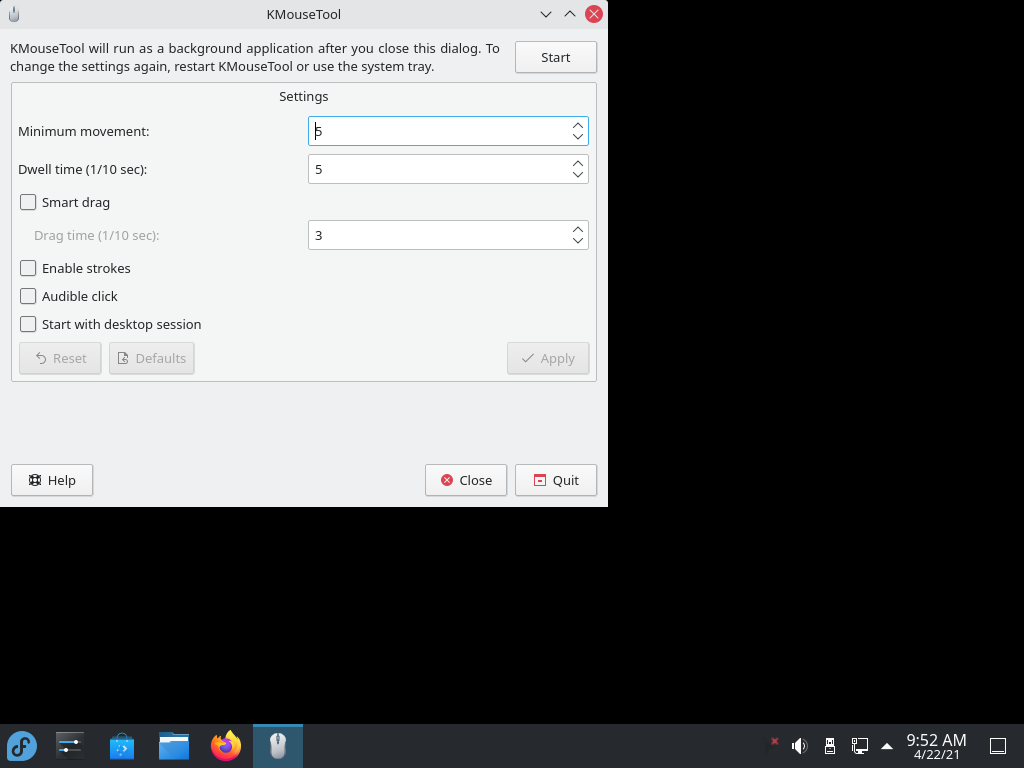 KMouseTool
KMouseTool will run as a background application after you close this dialog. To
change the settings again, restart KMouseTool or use the system tray.
Start
Settings
Minimum movement:
5
Dwell time (1/10 sec):
5
Smart drag
Drag time (1/10 sec):
3
Enable strokes
Audible click
Start with desktop session
Reset
Defaults
Apply
Help
Close
Quit
9:52 AM
4/22/21